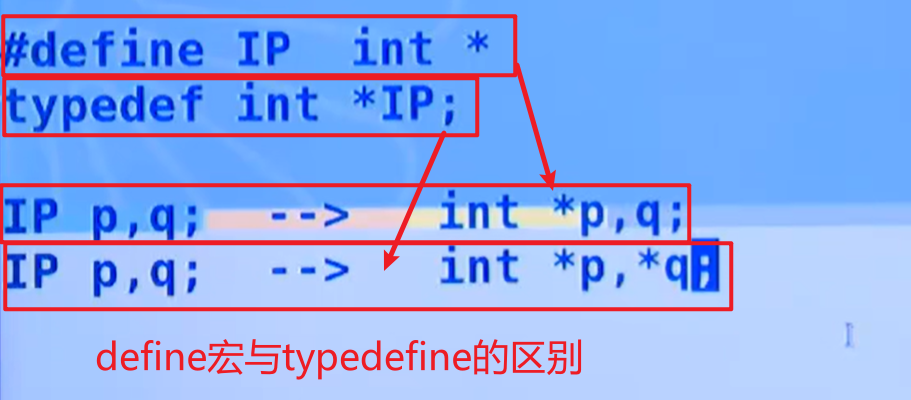 #define IP int *
typedef int *IP;
IP p,q; --> int *p,q;
IP p,q; --> int *p,*q;
define宏与typedefine的区别